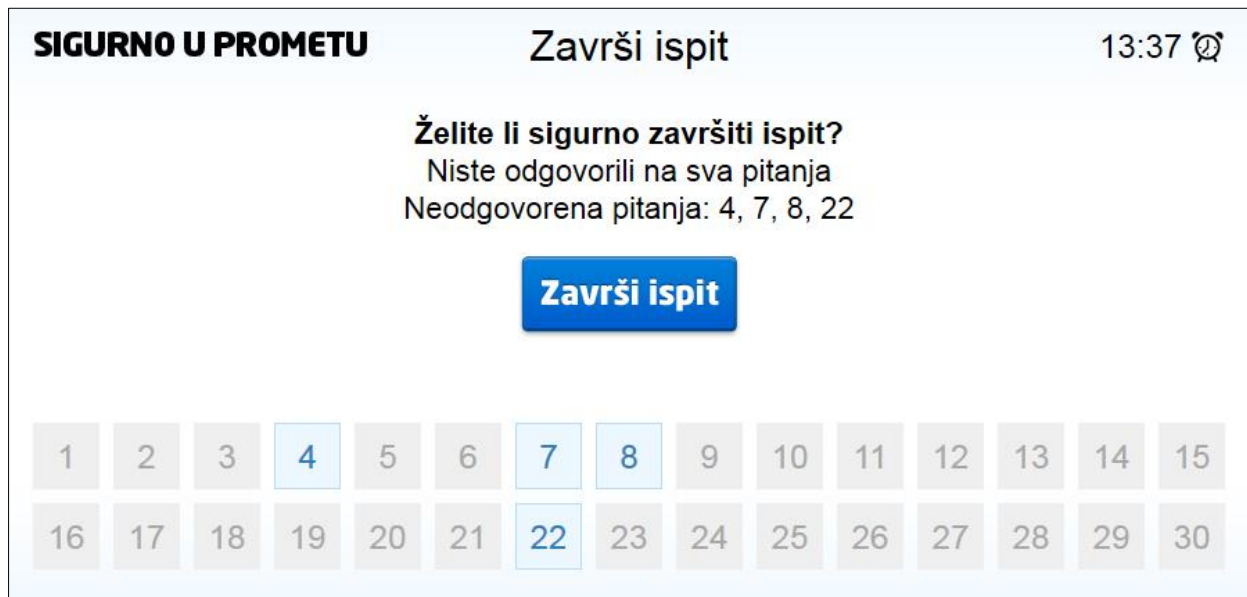 SIGURNO U PROMETU
Završi ispit
13:37
Želite li sigurno završiti ispit?
Niste odgovorili na sva pitanja
Neodgovorena pitanja: 4, 7, 8, 22
Završi ispit
1 2 3 4 5 6 7 8 9 10 11 12 13 14 15
16 17 18 19 20 21 22 23 24 25 26 27 28 29 30